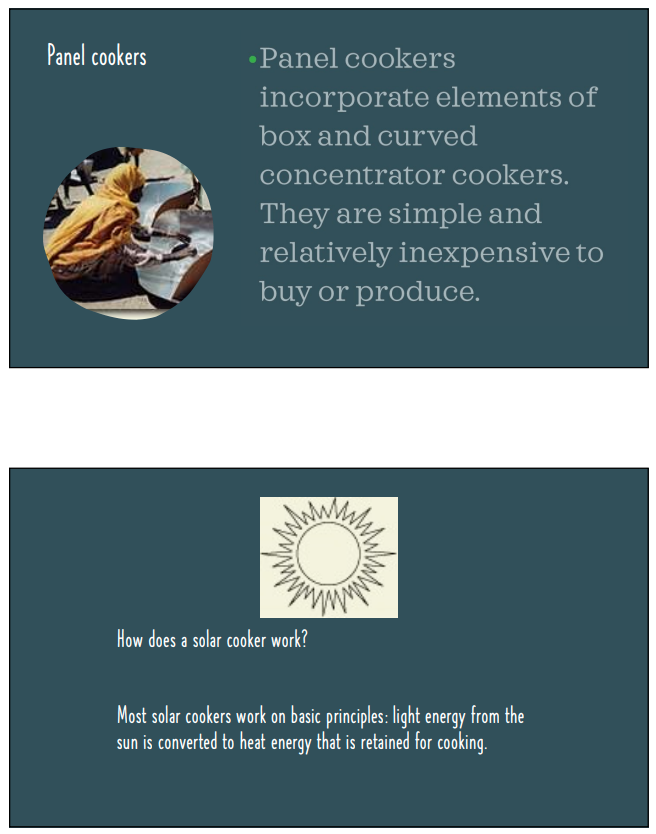 Panel cookers
•Panel cookers
incorporate elements of
box and curved
concentrator cookers.
They are simple and
relatively inexpensive to
buy or produce.
How does a solar cooker work?
Most solar cookers work on basic principles: light energy from the
sun is converted to heat energy that is retained for cooking.